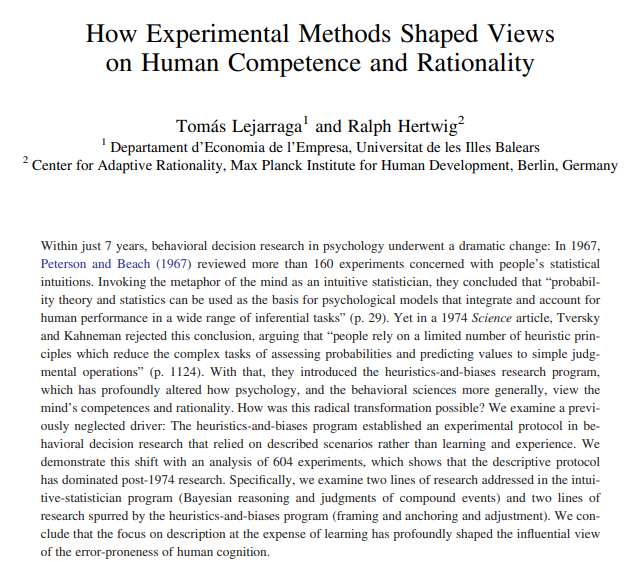 How Experimental Methods Shaped Views
on Human Competence and Rationality
Tomás Lejarraga1 and Ralph Hertwig2
1 Departament d'Economia de l'Empresa, Universitat de les Illes Balears
2 Center for Adaptive Rationality, Max Planck Institute for Human Development, Berlin, Germany
Within just 7 years, behavioral decision research in psychology underwent a dramatic change: In 1967,
Peterson and Beach (1967) reviewed more than 160 experiments concerned with people's statistical
intuitions. Invoking the metaphor of the mind as an intuitive statistician, they concluded that “probabil-
ity theory and statistics can be used as the basis for psychological models that integrate and account for
human performance in a wide range of inferential tasks” (p. 29). Yet in a 1974 Science article, Tversky
and Kahneman rejected this conclusion, arguing that “people rely on a limited number of heuristic prin-
ciples which reduce the complex tasks of assessing probabilities and predicting values to simple judg-
mental operations” (p. 1124). With that, they introduced the heuristics-and-biases research program,
which has profoundly altered how psychology, and the behavioral sciences more generally, view the
mind's competences and rationality. How was this radical transformation possible? We examine a previ-
ously neglected driver: The heuristics-and-biases program established an experimental protocol in be-
havioral decision research that relied on described scenarios rather than learning and experience. We
demonstrate this shift with an analysis of 604 experiments, which shows that the descriptive protocol
has dominated post-1974 research. Specifically, we examine two lines of research addressed in the intui-
tive-statistician program (Bayesian reasoning and judgments of compound events) and two lines of
research spurred by the heuristics-and-biases program (framing and anchoring and adjustment). We con-
clude that the focus on description at the expense of learning has profoundly shaped the influential view
of the error-proneness of human cognition.